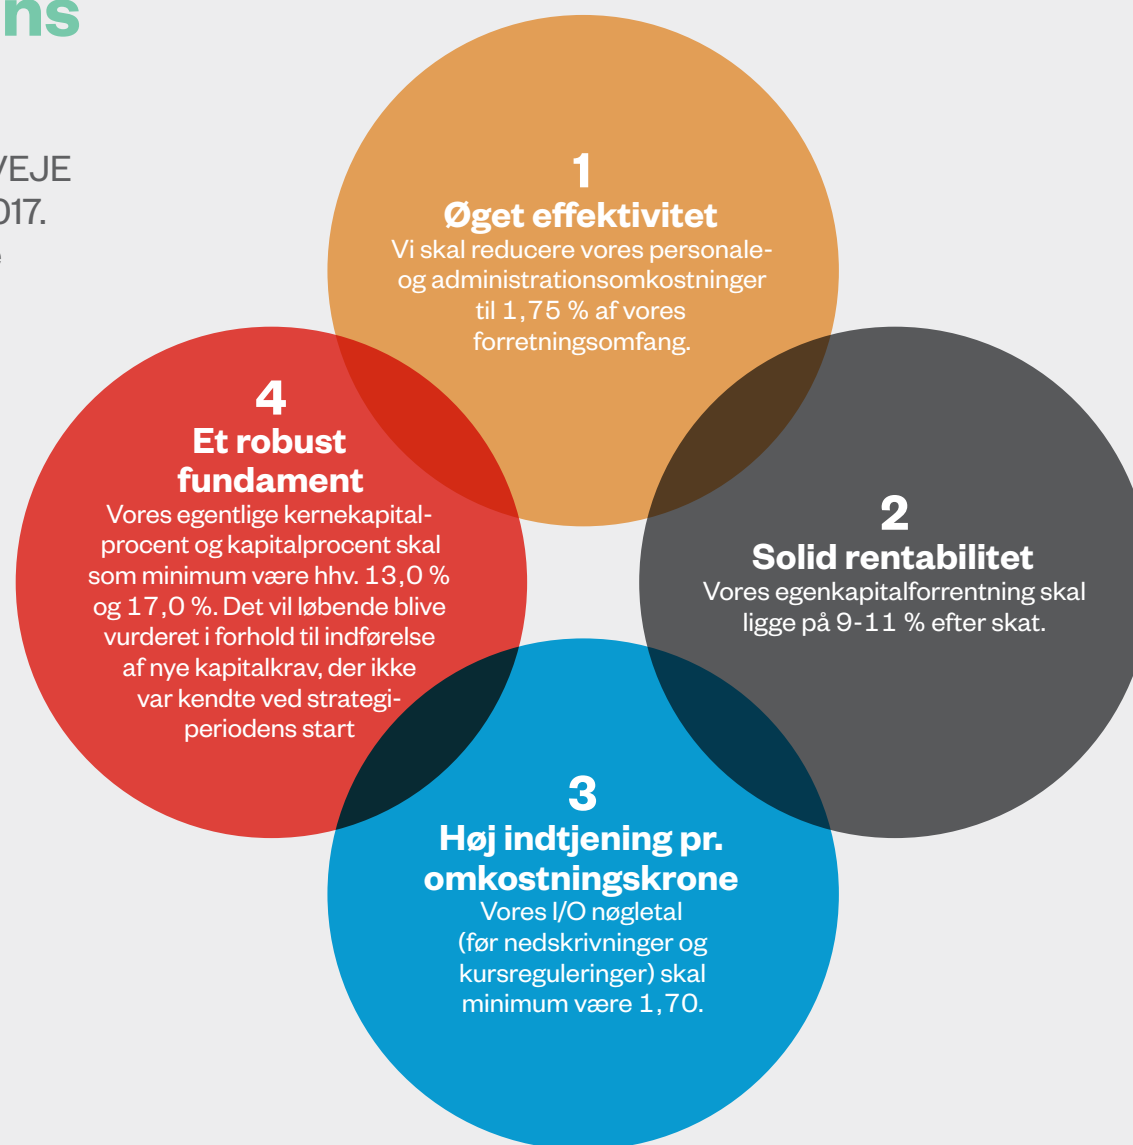 ns
VEJE
017.
1
Øget effektivitet
Vi skal reducere vores personale-
og administrationsomkostninger
til 1,75 % af vores
forretningsomfang.
4
Et robust
fundament
Vores egentlige kernekapital-
procent og kapitalprocent skal
som minimum være hhv. 13,0 %
og 17,0 %. Det vil løbende blive
vurderet i forhold til indførelse
af nye kapitalkrav, der ikke
var kendte ved strategi-
periodens start
2
Solid rentabilitet
Vores egenkapitalforrentning skal
ligge på 9-11 % efter skat.
3
Høj indtjening pr.
omkostningskrone
Vores I/O nøgletal
(før nedskrivninger og
kursreguleringer) skal
minimum være 1,70.